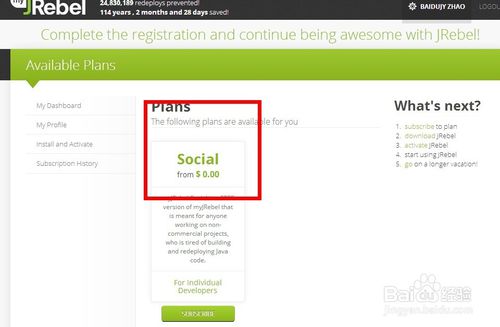 my
JRebel
24,830,189 redeploys prevented!
114 years, 2 months and 28 days saved!
BAIDUJY ZHAO
LOGOU
Complete the registration and continue being awesome with JRebel!
Available Plans
My Dashboard
My Profile
Install and Activate
Subscription History
Plans
The following plans are available for you
Social
from $ 0.00
version of myJRebel that
is meant for anyone
working on non-
commercial projects,
who is tired of building
and redeploying Java
code.
For Individual
Developers
SUBSCRIBE
What's next?
1. subscribe to plan
2. download JRebel
3. activate JRebel
4. start using JRebel
5. go on a longer vacation!
Baidu 经验
jingyan.baidu.com